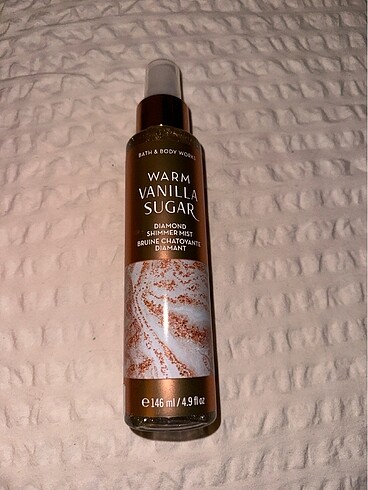 BATH & BODY WORKS
WARM
VANILLA
SUGAR
DIAMOND
SHIMMER MIST
BRUINE CHATOYANTE
DIAMANT
e 146 ml / 4.9 fl oz